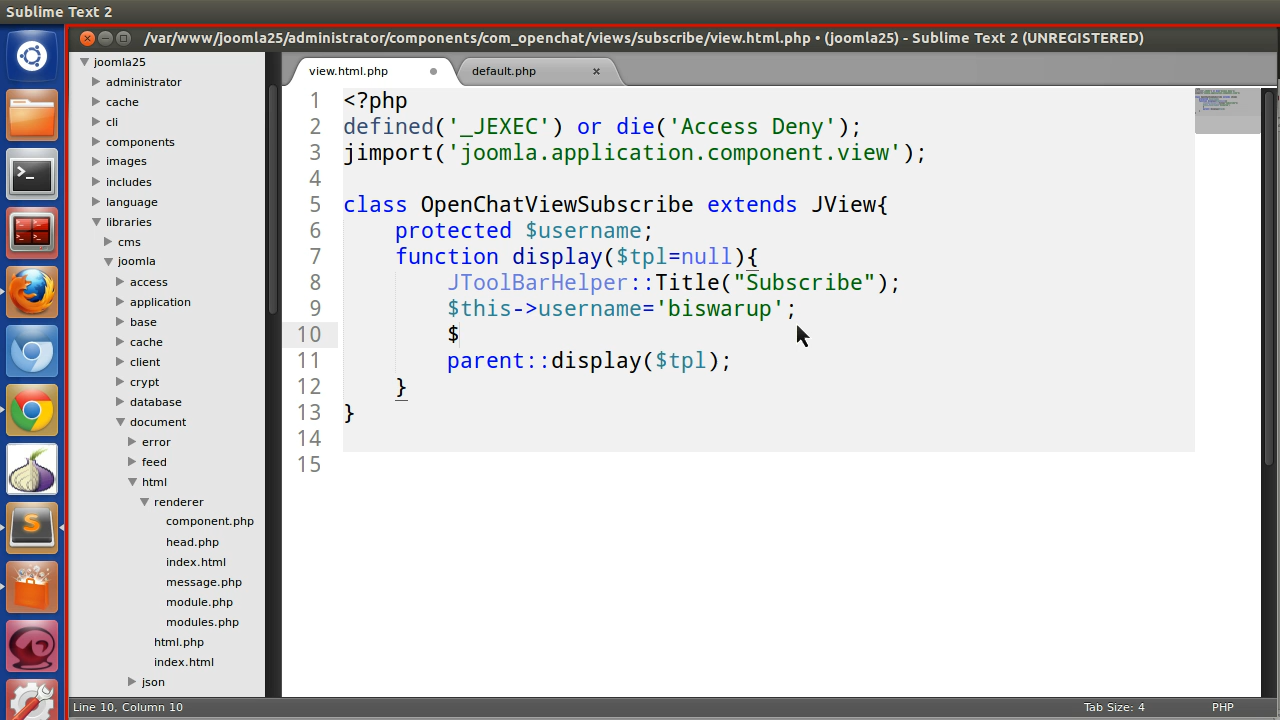 Sublime Text 2
/var/www/joomla25/administrator/components/com_openchat/views/subscribe/view.html.php • (joomla25) - Sublime Text 2 (UNREGISTERED)
joomla25
administrator
cache
cli
components
images
includes
language
libraries
cms
joomla
access
application
base
cache
client
crypt
database
document
error
feed
html
renderer
component.php
head.php
index.html
message.php
module.php
modules.php
html.php
index.html
json
view.html.php
default.php
1 <?php
2 defined('_JEXEC') or die('Access Deny');
3 jimport('joomla.application.component.view');
4
5 class OpenChatViewSubscribe extends JView{
6 protected $username;
7 function display($tpl=null){
8 JToolBarHelper::Title("Subscribe");
9 $this->username='biswarup';
10 $
11 parent::display($tpl);
12 }
13 }
14
15
Line 10, Column 10
Tab Size: 4
PHP